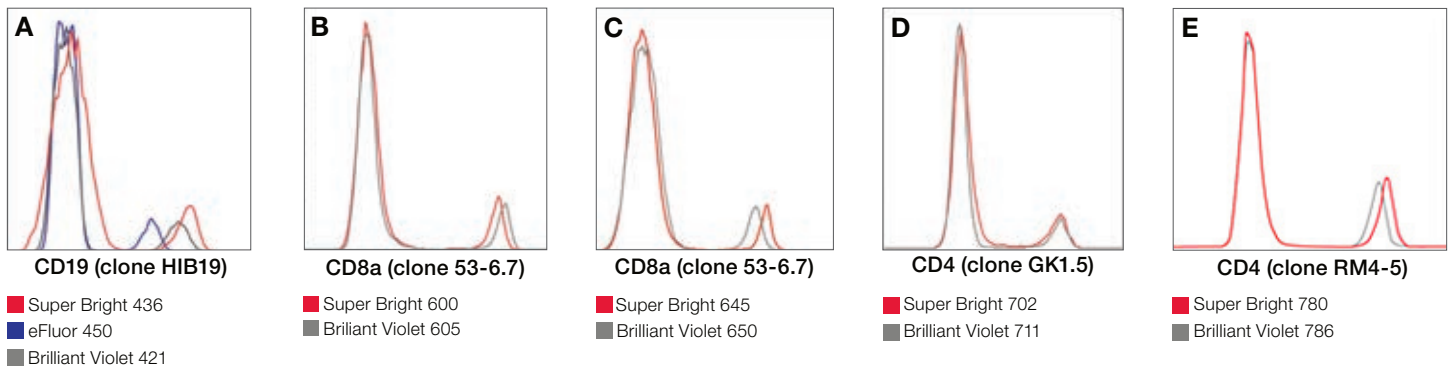 A
CD19 (clone HIB19)
Super Bright 436
eFluor 450
Brilliant Violet 421
B
CD8a (clone 53-6.7)
Super Bright 600
Briliant Violet 605
C
CD8a (clone 53-6.7)
Super Bright 645
Brilliant Violet 650
D
CD4 (clone GK1.5)
Super Bright 702
Brilliant Violet 711
E
CD4 (clone RM4-5)
Super Bright 780
Brilliant Violet 786